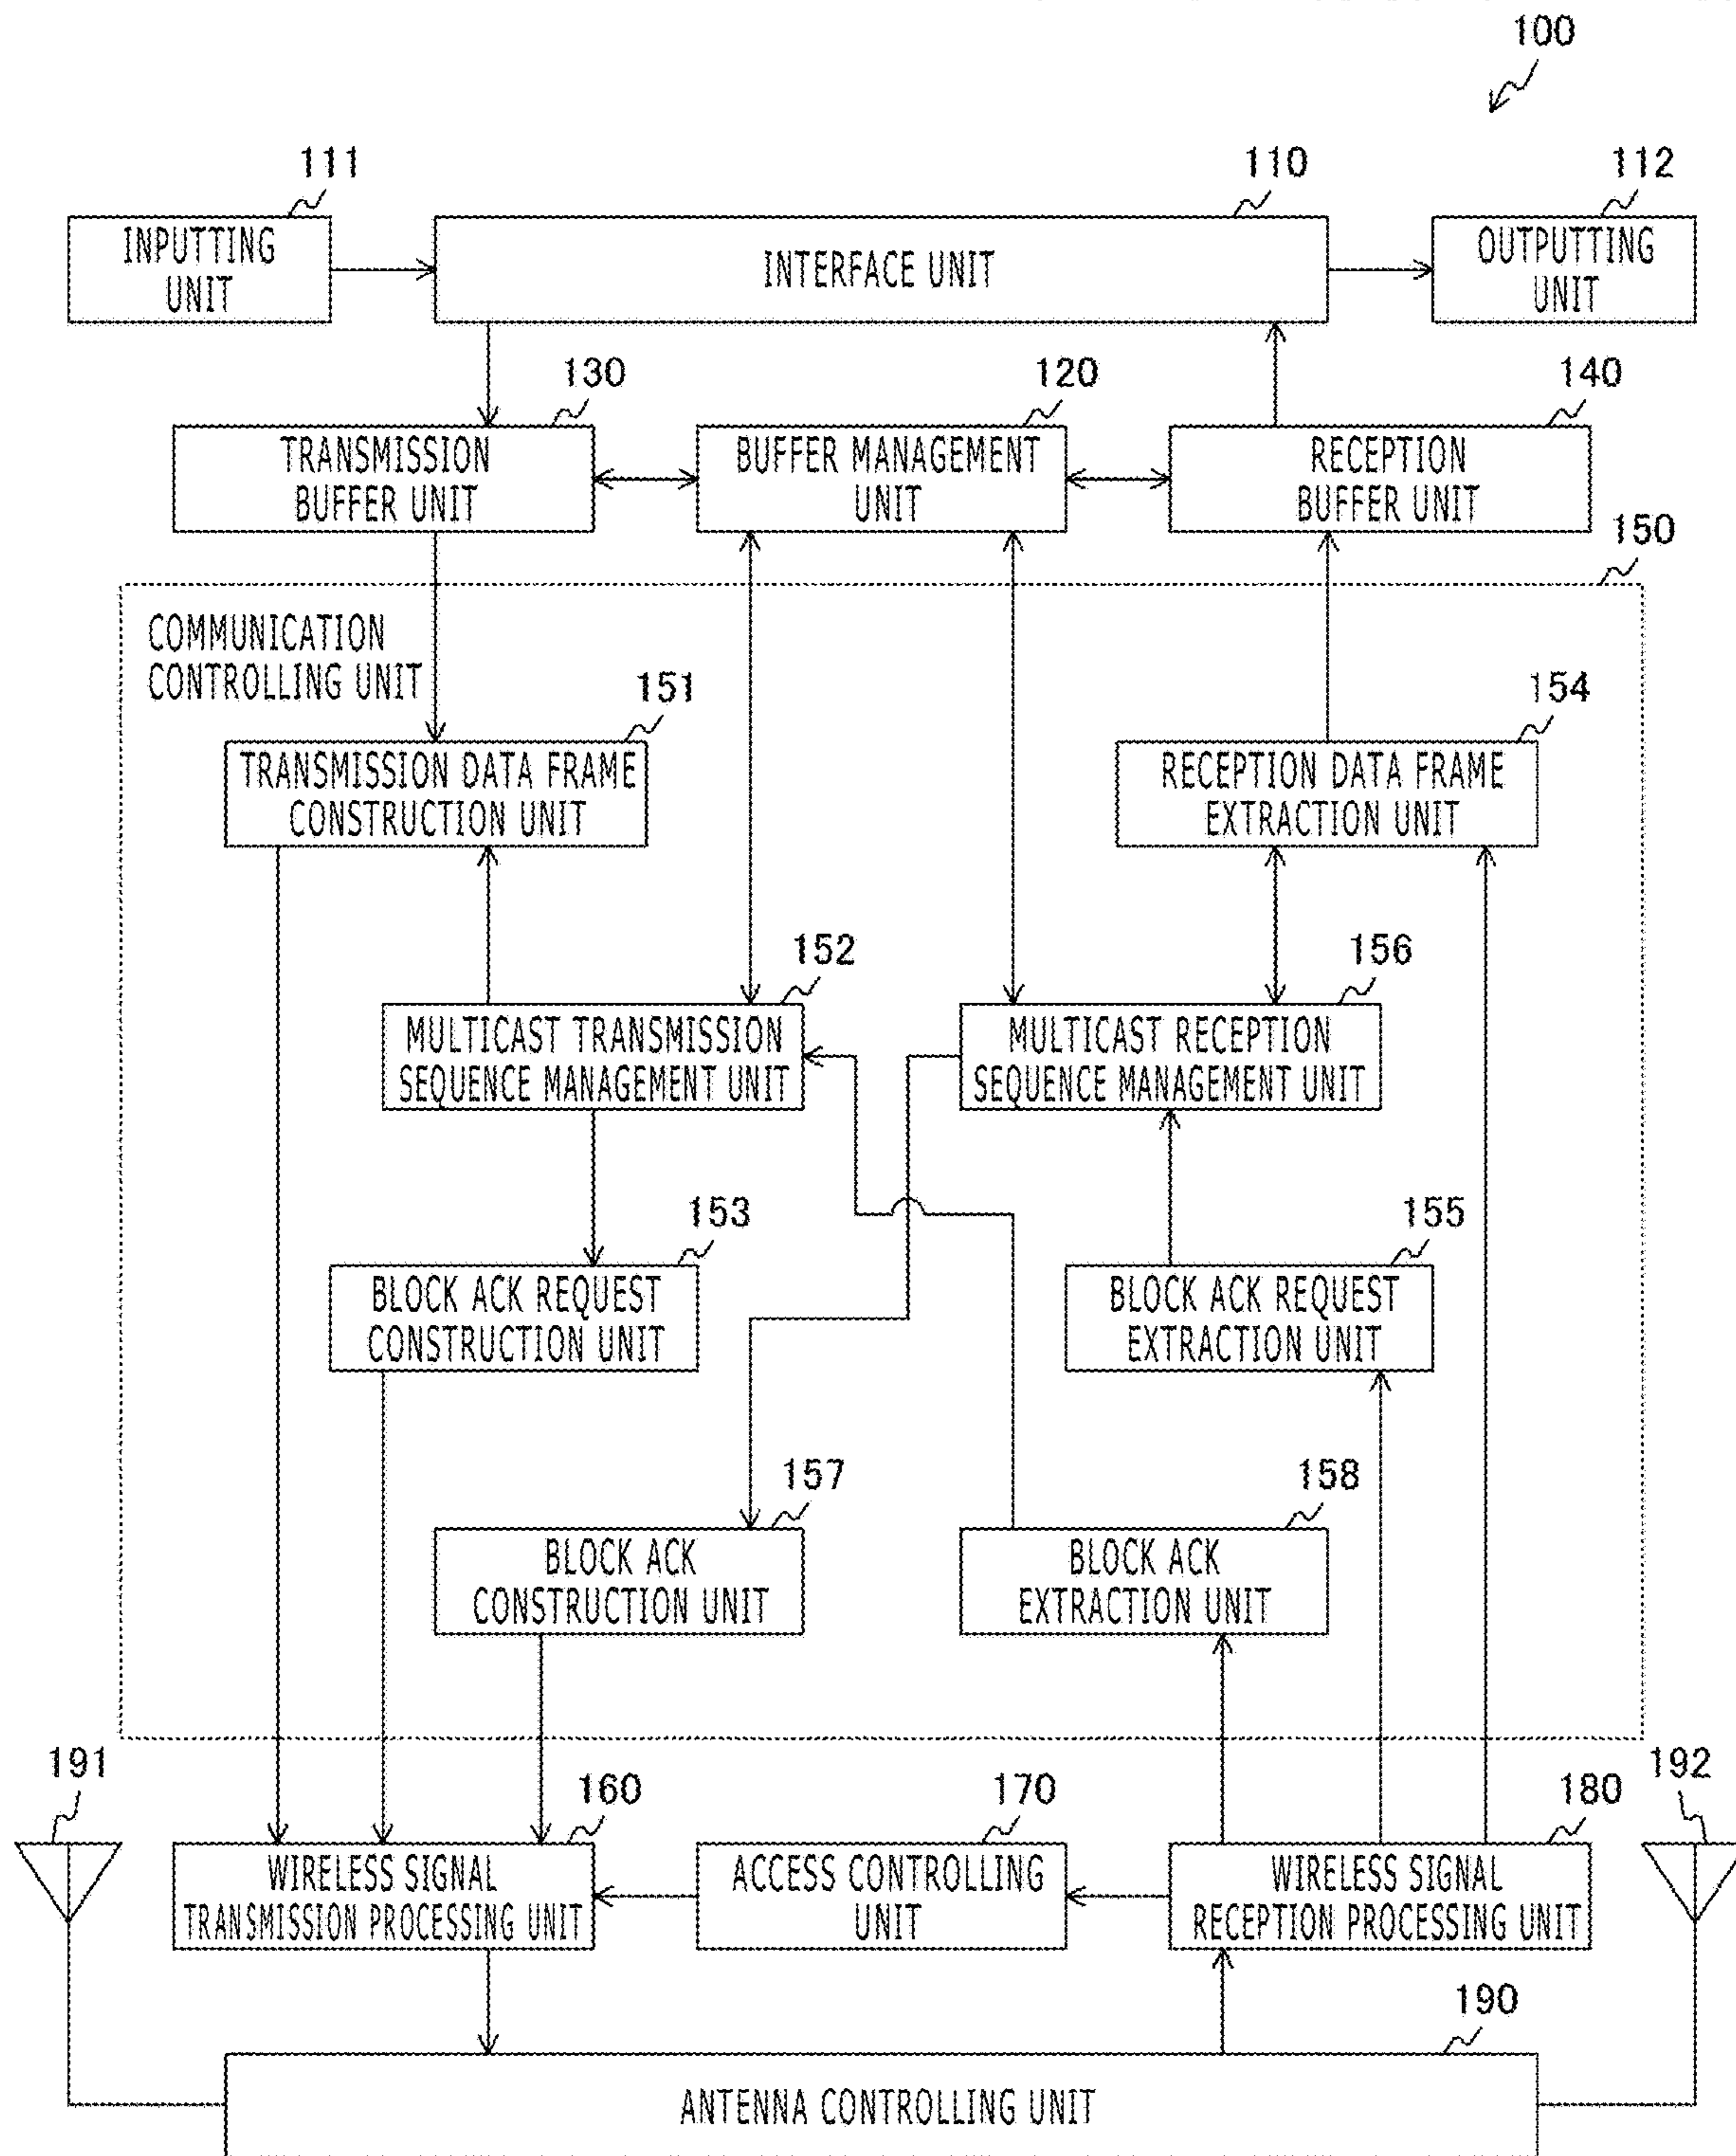 100
111
110
112
INPUTTING
UNIT
INTERFACE UNIT
OUTPUTTING
UNIT
130
120
140
TRANSMISSION
BUFFER UNIT
BUFFER MANAGEMENT
UNIT
RECEPTION
BUFFER UNIT
150
COMMUNICATION
CONTROLLING UNIT
151
154
TRANSMISSION DATA FRAME
CONSTRUCTION UNIT
RECEPTION DATA FRAME
EXTRACTION UNIT
152
156
MULTICAST TRANSMISSION
SEQUENCE MANAGEMENT UNIT
MULTICAST RECEPTION
SEQUENCE MANAGEMENT UNIT
153
155
BLOCK ACK REQUEST
CONSTRUCTION UNIT
BLOCK ACK REQUEST
EXTRACTION UNIT
157
158
BLOCK ACK
CONSTRUCTION UNIT
BLOCK ACK
EXTRACTION UNIT
191
160
170
180
192
WIRELESS SIGNAL
TRANSMISSION PROCESSING UNIT
ACCESS CONTROLLING
UNIT
WIRELESS SIGNAL
RECEPTION PROCESSING UNIT
190
ANTENNA CONTROLLING UNIT